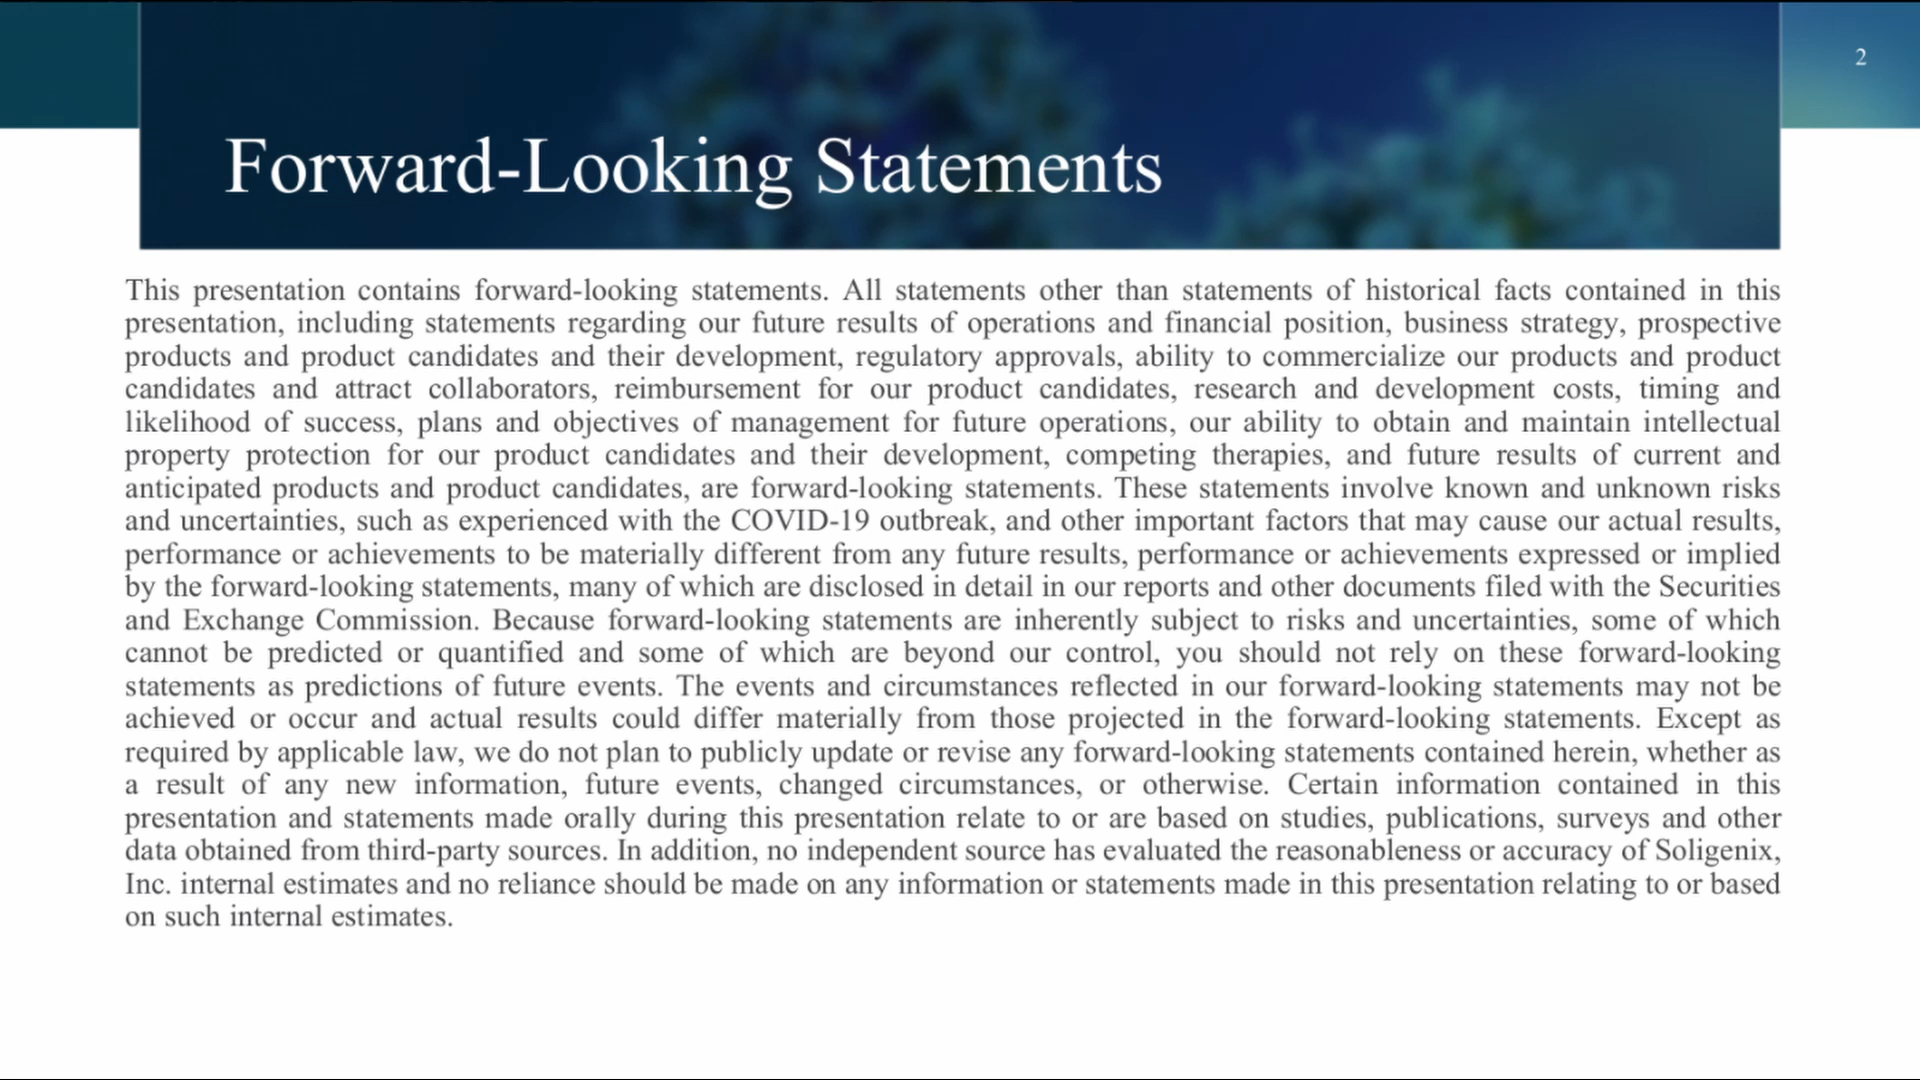 2
Forward-Looking Statements
This presentation contains forward-looking statements. All statements other than statements of historical facts contained in this
presentation, including statements regarding our future results of operations and financial position, business strategy, prospective
products and product candidates and their development, regulatory approvals, ability to commercialize our products and product
candidates and attract collaborators, reimbursement for our product candidates, research and development costs, timing and
likelihood of success, plans and objectives of management for future operations, our ability to obtain and maintain intellectual
property protection for our product candidates and their development, competing therapies, and future results of current and
anticipated products and product candidates, are forward-looking statements. These statements involve known and unknown risks
and uncertainties, such as experienced with the COVID-19 outbreak, and other important factors that may cause our actual results,
performance or achievements to be materially different from any future results, performance or achievements expressed or implied
by the forward-looking statements, many of which are disclosed in detail in our reports and other documents filed with the Securities
and Exchange Commission. Because forward-looking statements are inherently subject to risks and uncertainties, some of which
cannot be predicted or quantified and some of which are beyond our control, you should not rely on these forward-looking
statements as predictions of future events. The events and circumstances reflected in our forward-looking statements may not be
achieved or occur and actual results could differ materially from those projected in the forward-looking statements. Except as
required by applicable law, we do not plan to publicly update or revise any forward-looking statements contained herein, whether as
a result of any new information, future events, changed circumstances, or otherwise. Certain information contained in this
presentation and statements made orally during this presentation relate to or are based on studies, publications, surveys and other
data obtained from third-party sources. In addition, no independent source has evaluated the reasonableness or accuracy of Soligenix,
Inc. internal estimates and no reliance should be made on any information or statements made in this presentation relating to or based
on such internal estimates.